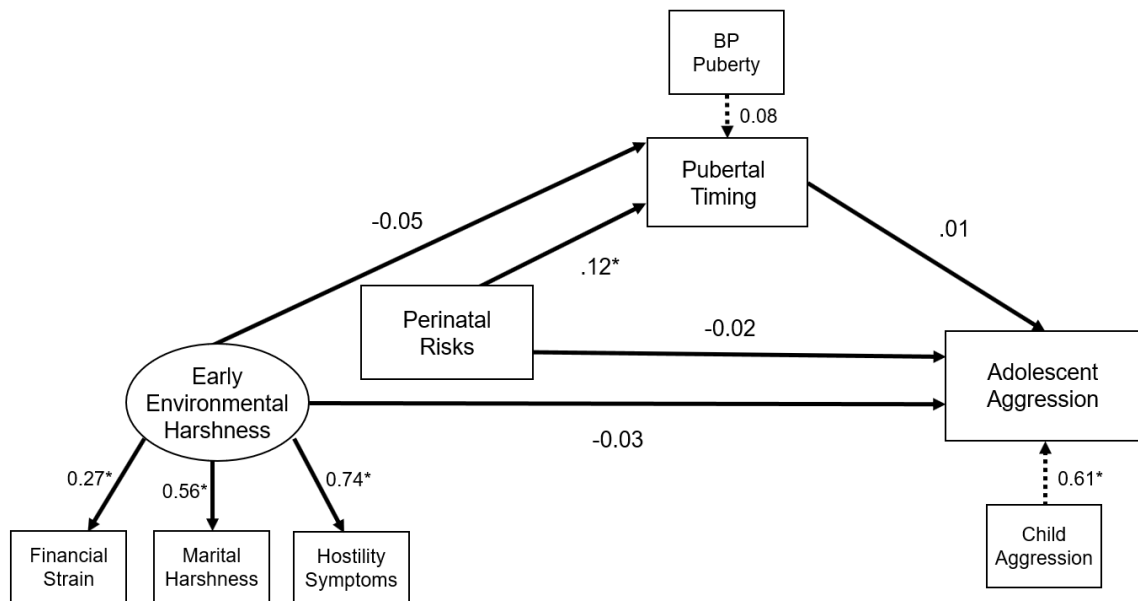 BP
Puberty
0.08
Pubertal
Timing
-0.05
.01
.12*
Perinatal
Risks
-0.02
Early
Environmental
Harshness
Adolescent
Aggression
-0.03
0.27*
0.56*
0.74*
0.61*
Financial
Strain
Marital
Harshness
Hostility
Symptoms
Child
Aggression